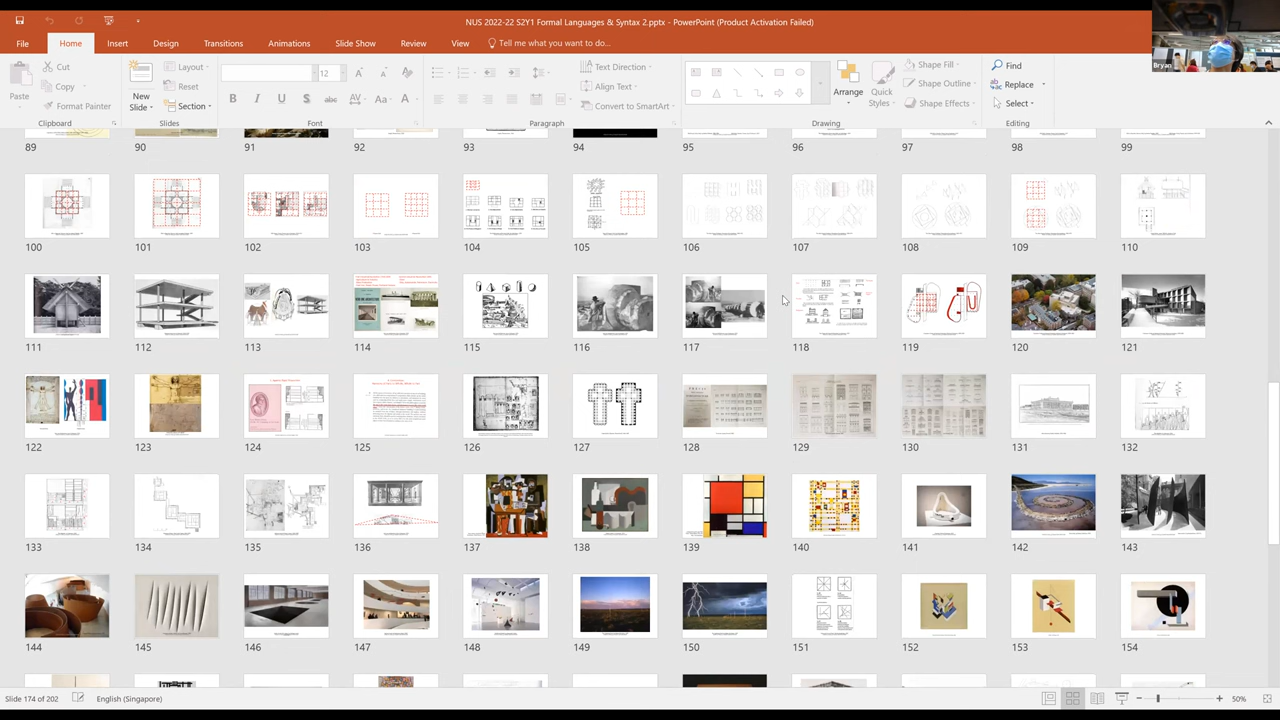 NUS 2022-22 S2Y1 Formal Languages & Syntax 2.pptx - PowerPoint (Product Activation Failed)
Bryan
File Home Insert Design Transitions Animations Slide Show Review View Tell me what you want to do...
Paste
Cut
Copy
Format Painter
Clipboard
New Slide
Layout
Reset
Section
Slides
12
B I U S abc AV Aa A
Font
Text Direction
Align Text
Convert to SmartArt
Paragraph
Arrange
Quick Styles
Shape Fill
Shape Outline
Shape Effects
Drawing
Find
Replace
Select
Editing
89 90 91 92 93 94 95 96 97 98 99
100 101 102 103 104 105 106 107 108 109 110
111 112 113 114 115 116 117 118 119 120 121
122 123 124 125 126 127 128 129 130 131 132
133 134 135 136 137 138 139 140 141 142 143
144 145 146 147 148 149 150 151 152 153 154
Slide 174 of 202 English (Singapore) 50%